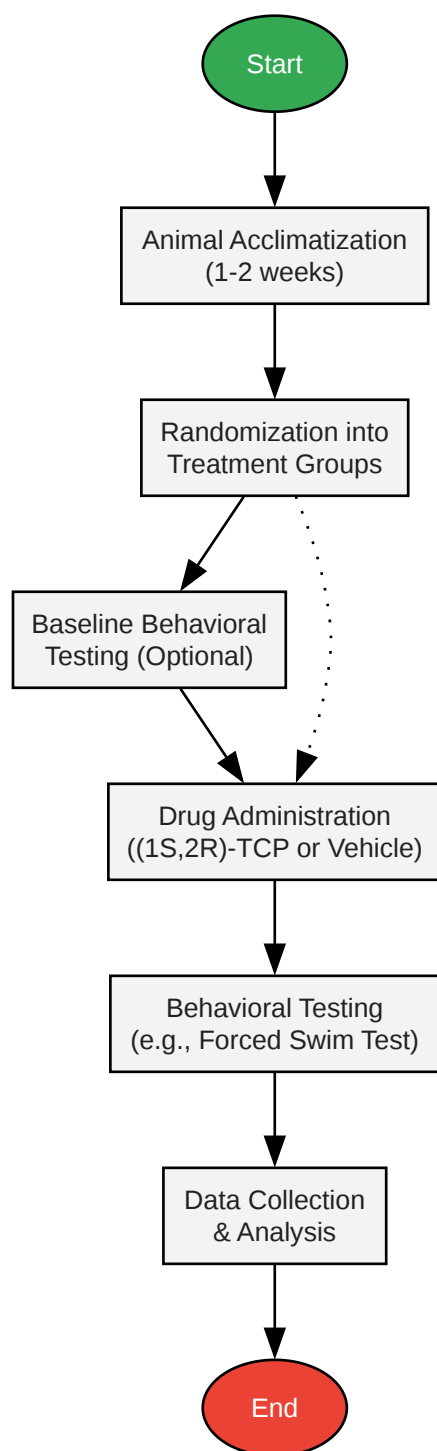 Start
Animal Acclimatization
(1-2 weeks)
Randomization into
Treatment Groups
Baseline Behavioral
Testing (Optional)
Drug Administration
((1S,2R)-TCP or Vehicle)
Behavioral Testing
(e.g., Forced Swim Test)
Data Collection
& Analysis
End